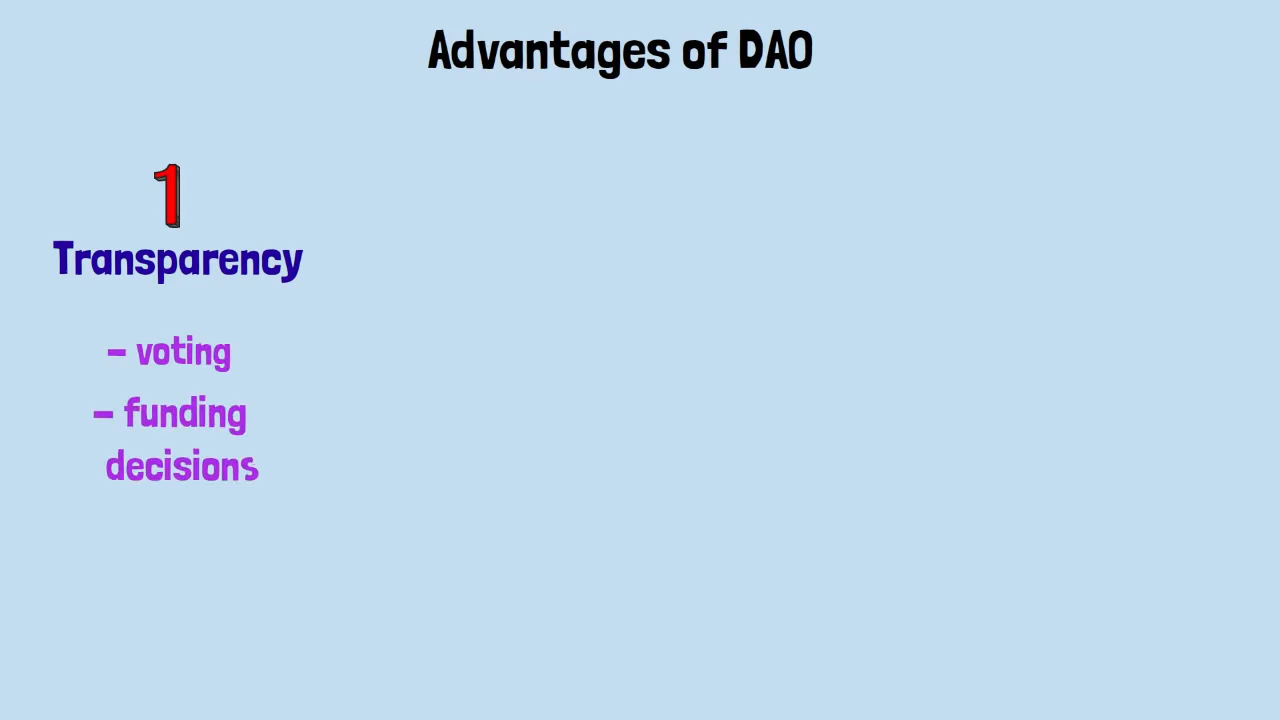 Advantages of DAO
1
Transparency
- voting
- funding
decisions